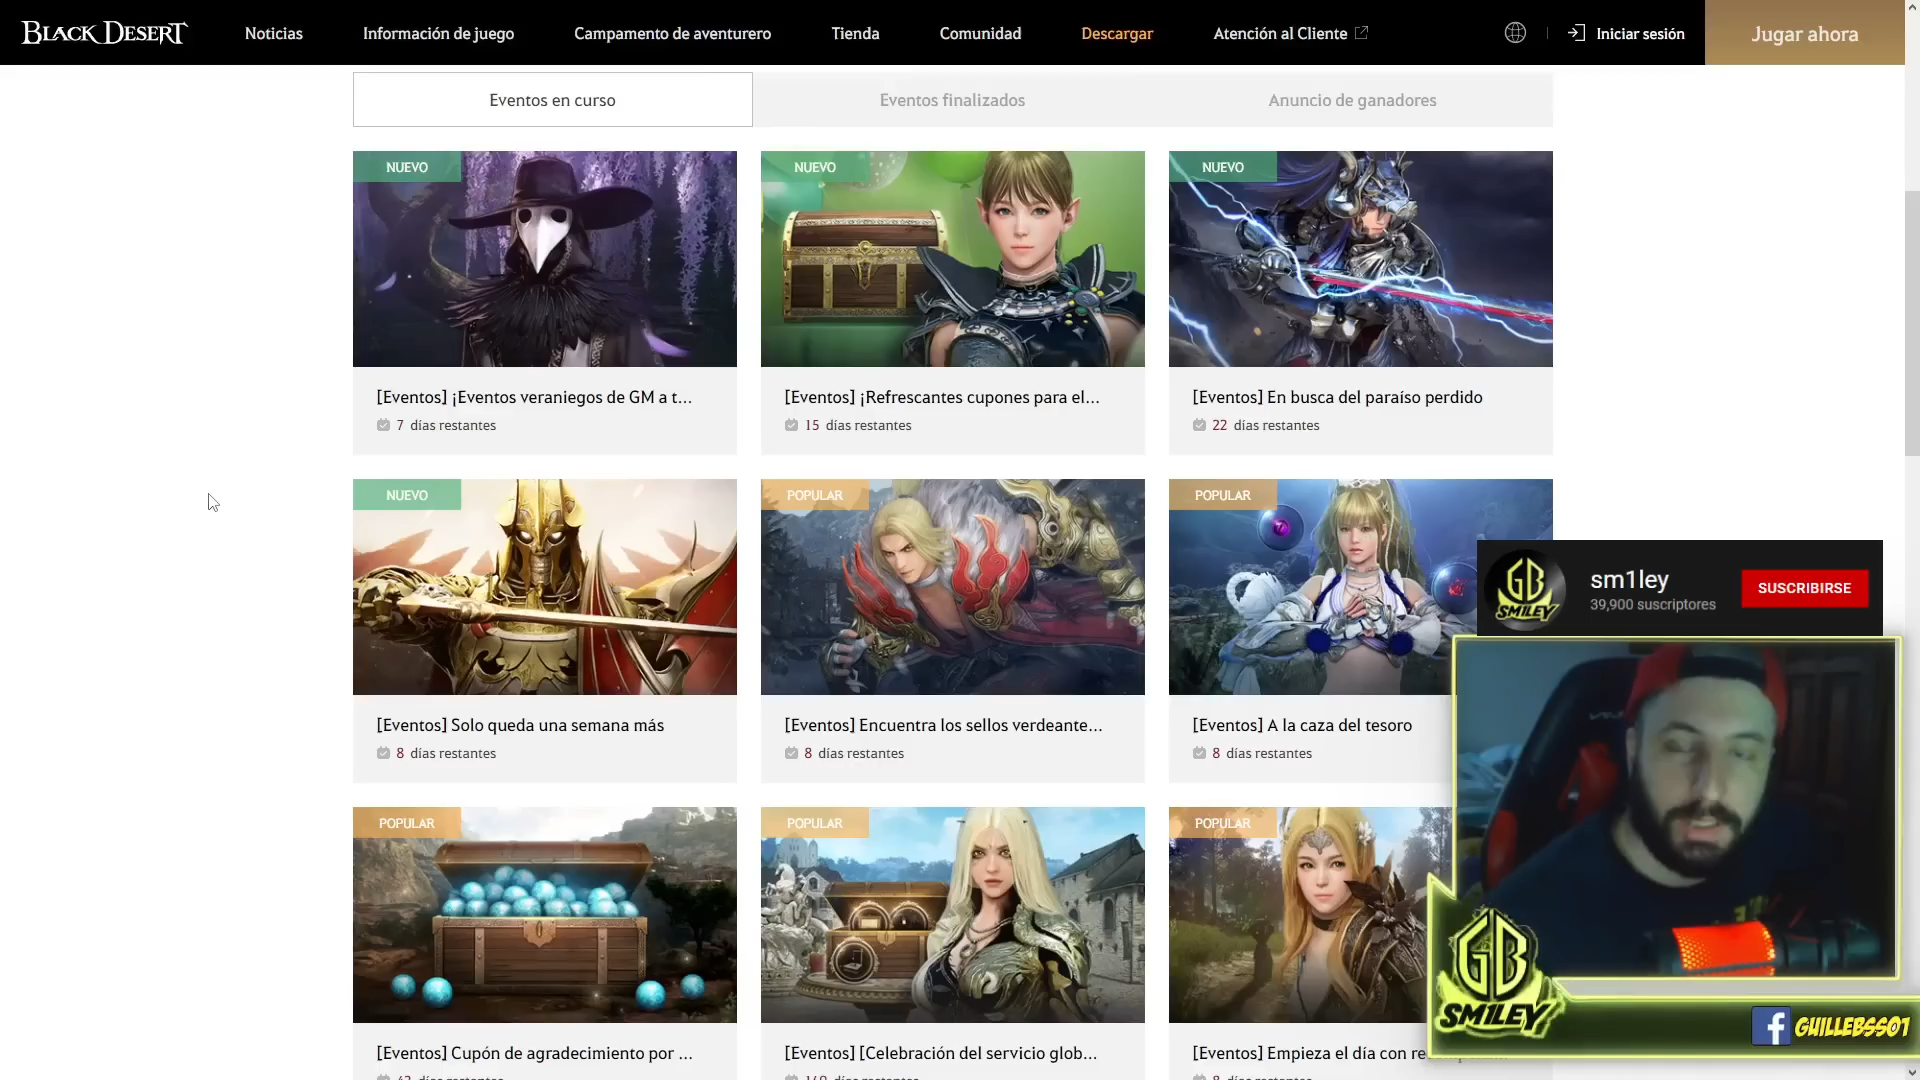 BLACK DESERT
Noticias
Información de juego
Campamento de aventurero
Tienda
Comunidad
Descargar
Atención al Cliente
Iniciar sesión
Jugar ahora
Eventos en curso
Eventos finalizados
Anuncio de ganadores
NUEVO
NUEVO
NUEVO
[Eventos] ¡Eventos veraniegos de GM a t...
7 días restantes
[Eventos] ¡Refrescantes cupones para el...
15 días restantes
[Eventos] En busca del paraíso perdido
22 días restantes
NUEVO
POPULAR
POPULAR
[Eventos] Solo queda una semana más
8 días restantes
[Eventos] Encuentra los sellos verdeante...
8 días restantes
[Eventos] A la caza del tesoro
8 días restantes
GB
SMILEY
sm1ley
39,900 suscriptores
SUSCRIBIRSE
POPULAR
POPULAR
POPULAR
[Eventos] Cupón de agradecimiento por ...
[Eventos] [Celebración del servicio glob...
[Eventos] Empieza el día con
8 días restantes
GB
SM1LEY
GUILLEBSS01